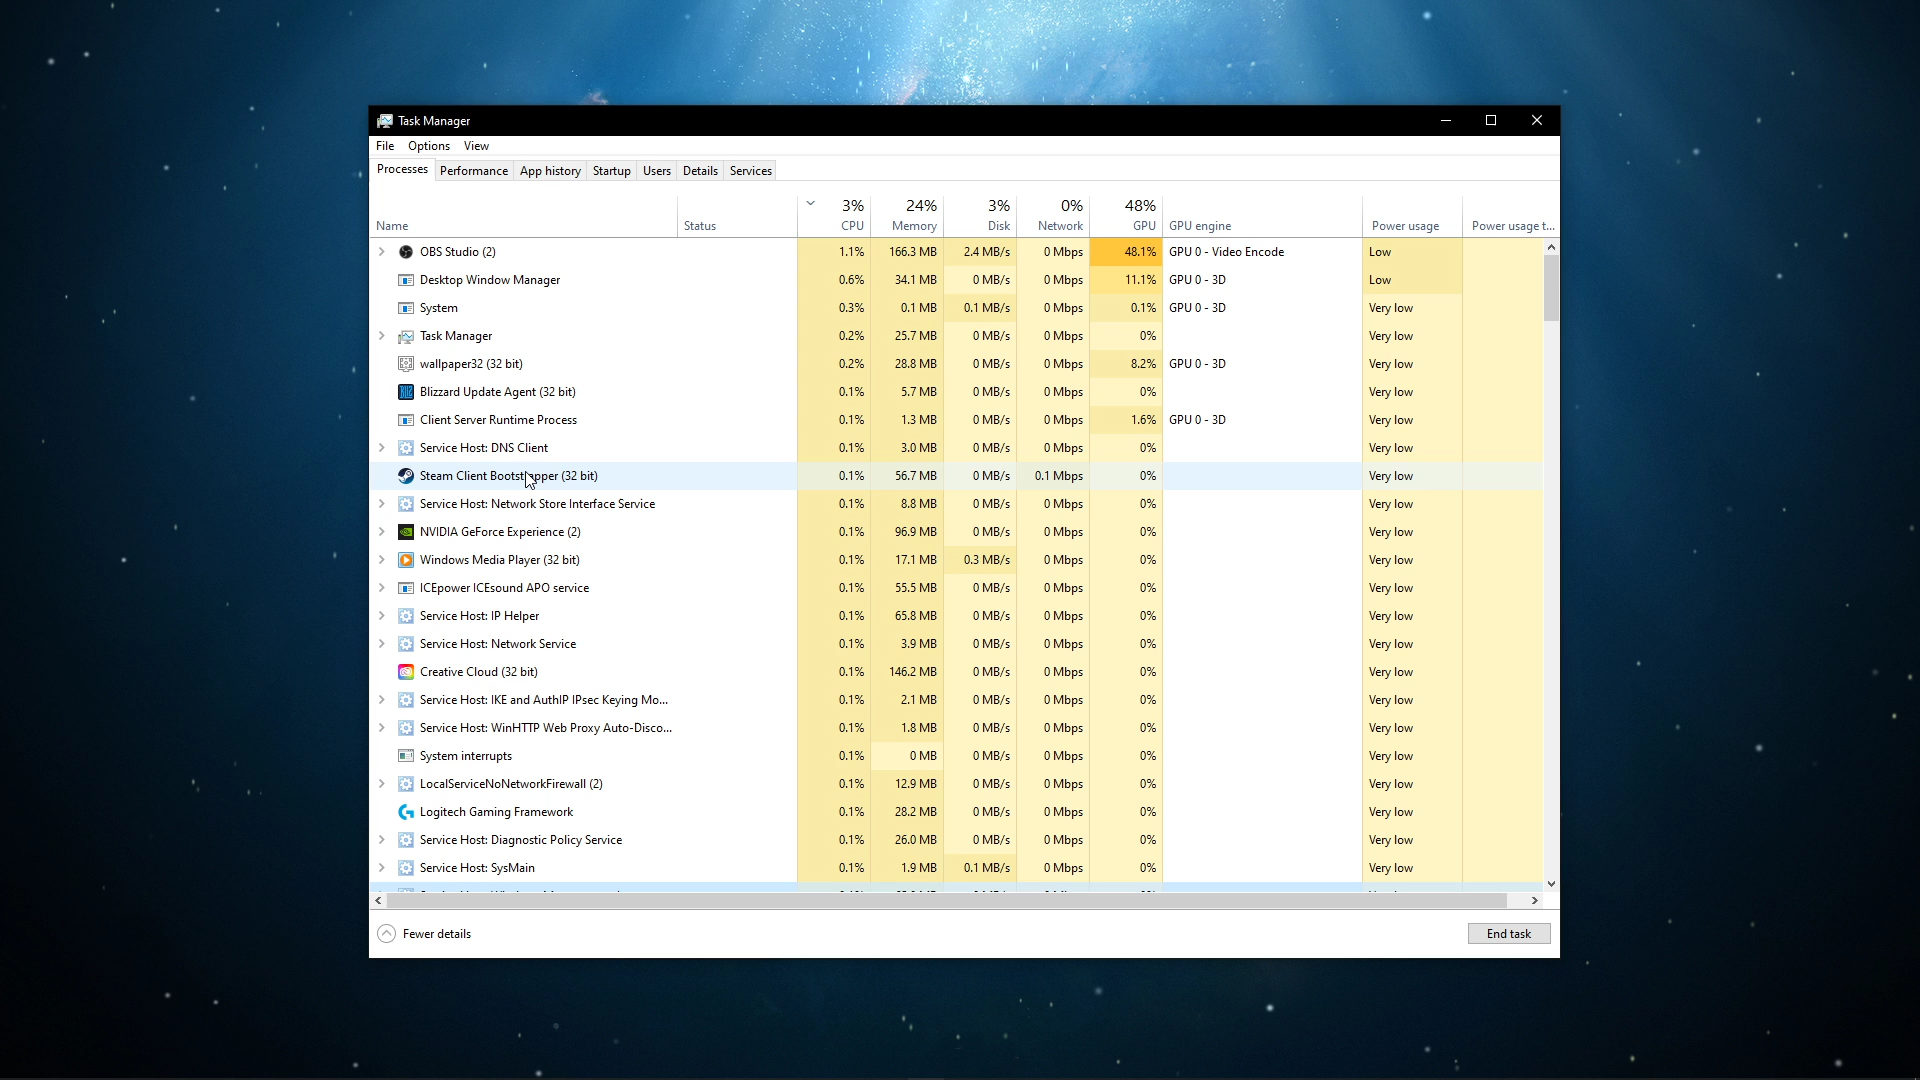 Task Manager
File Options View
Processes Performance App history Startup Users Details Services
3% 24% 3% 0% 48%
Name Status CPU Memory Disk Network GPU GPU engine Power usage Power usage t...
OBS Studio (2) 1.1% 166.3 MB 2.4 MB/s 0 Mbps 48.1% GPU 0 - Video Encode Low
Desktop Window Manager 0.6% 34.1 MB 0 MB/s 0 Mbps 11.1% GPU 0 - 3D Low
System 0.3% 0.1 MB 0.1 MB/s 0 Mbps 0.1% GPU 0 - 3D Very low
Task Manager 0.2% 25.7 MB 0 MB/s 0 Mbps 0% Very low
wallpaper32 (32 bit) 0.2% 28.8 MB 0 MB/s 0 Mbps 8.2% GPU 0 - 3D Very low
Blizzard Update Agent (32 bit) 0.1% 5.7 MB 0 MB/s 0 Mbps 0% Very low
Client Server Runtime Process 0.1% 1.3 MB 0 MB/s 0 Mbps 1.6% GPU 0 - 3D Very low
Service Host: DNS Client 0.1% 3.0 MB 0 MB/s 0 Mbps 0% Very low
Steam Client Bootstrapper (32 bit) 0.1% 56.7 MB 0 MB/s 0.1 Mbps 0% Very low
Service Host: Network Store Interface Service 0.1% 8.8 MB 0 MB/s 0 Mbps 0% Very low
NVIDIA GeForce Experience (2) 0.1% 96.9 MB 0 MB/s 0 Mbps 0% Very low
Windows Media Player (32 bit) 0.1% 17.1 MB 0.3 MB/s 0 Mbps 0% Very low
ICEpower ICEsound APO service 0.1% 55.5 MB 0 MB/s 0 Mbps 0% Very low
Service Host: IP Helper 0.1% 65.8 MB 0 MB/s 0 Mbps 0% Very low
Service Host: Network Service 0.1% 3.9 MB 0 MB/s 0 Mbps 0% Very low
Creative Cloud (32 bit) 0.1% 146.2 MB 0 MB/s 0 Mbps 0% Very low
Service Host: IKE and AuthIP IPsec Keying Mo... 0.1% 2.1 MB 0 MB/s 0 Mbps 0% Very low
Service Host: WinHTTP Web Proxy Auto-Disco... 0.1% 1.8 MB 0 MB/s 0 Mbps 0% Very low
System interrupts 0.1% 0 MB 0 MB/s 0 Mbps 0% Very low
LocalServiceNoNetworkFirewall (2) 0.1% 12.9 MB 0 MB/s 0 Mbps 0% Very low
Logitech Gaming Framework 0.1% 28.2 MB 0 MB/s 0 Mbps 0% Very low
Service Host: Diagnostic Policy Service 0.1% 26.0 MB 0 MB/s 0 Mbps 0% Very low
Service Host: SysMain 0.1% 1.9 MB 0.1 MB/s 0 Mbps 0% Very low
Fewer details End task